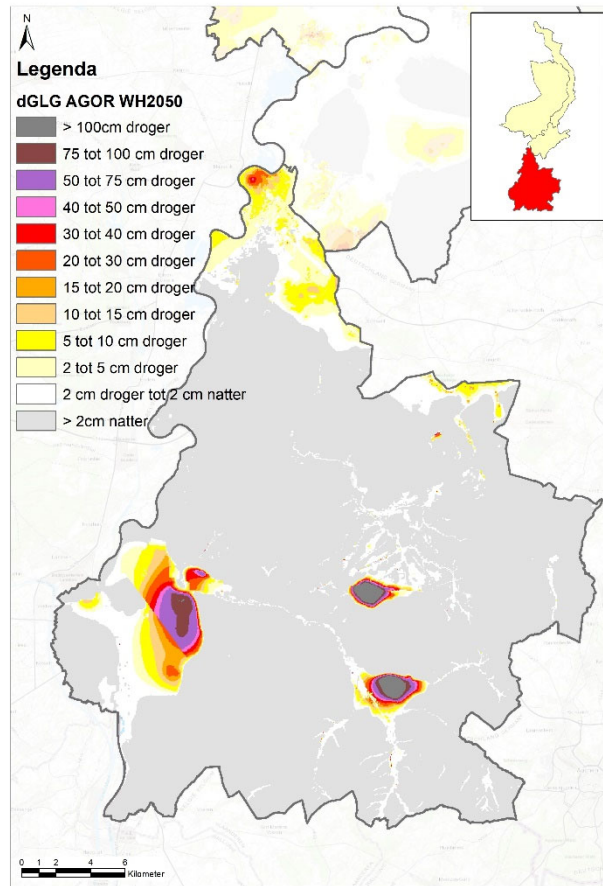 N
Legenda
dGLG AGOR WH2050
> 100cm droger
75 tot 100 cm droger
50 tot 75 cm droger
40 tot 50 cm droger
30 tot 40 cm droger
20 tot 30 cm droger
15 tot 20 cm droger
10 tot 15 cm droger
5 tot 10 cm droger
2 tot 5 cm droger
2 cm droger tot 2 cm natter
> 2cm natter
0 1 2 4 6
Kilometer